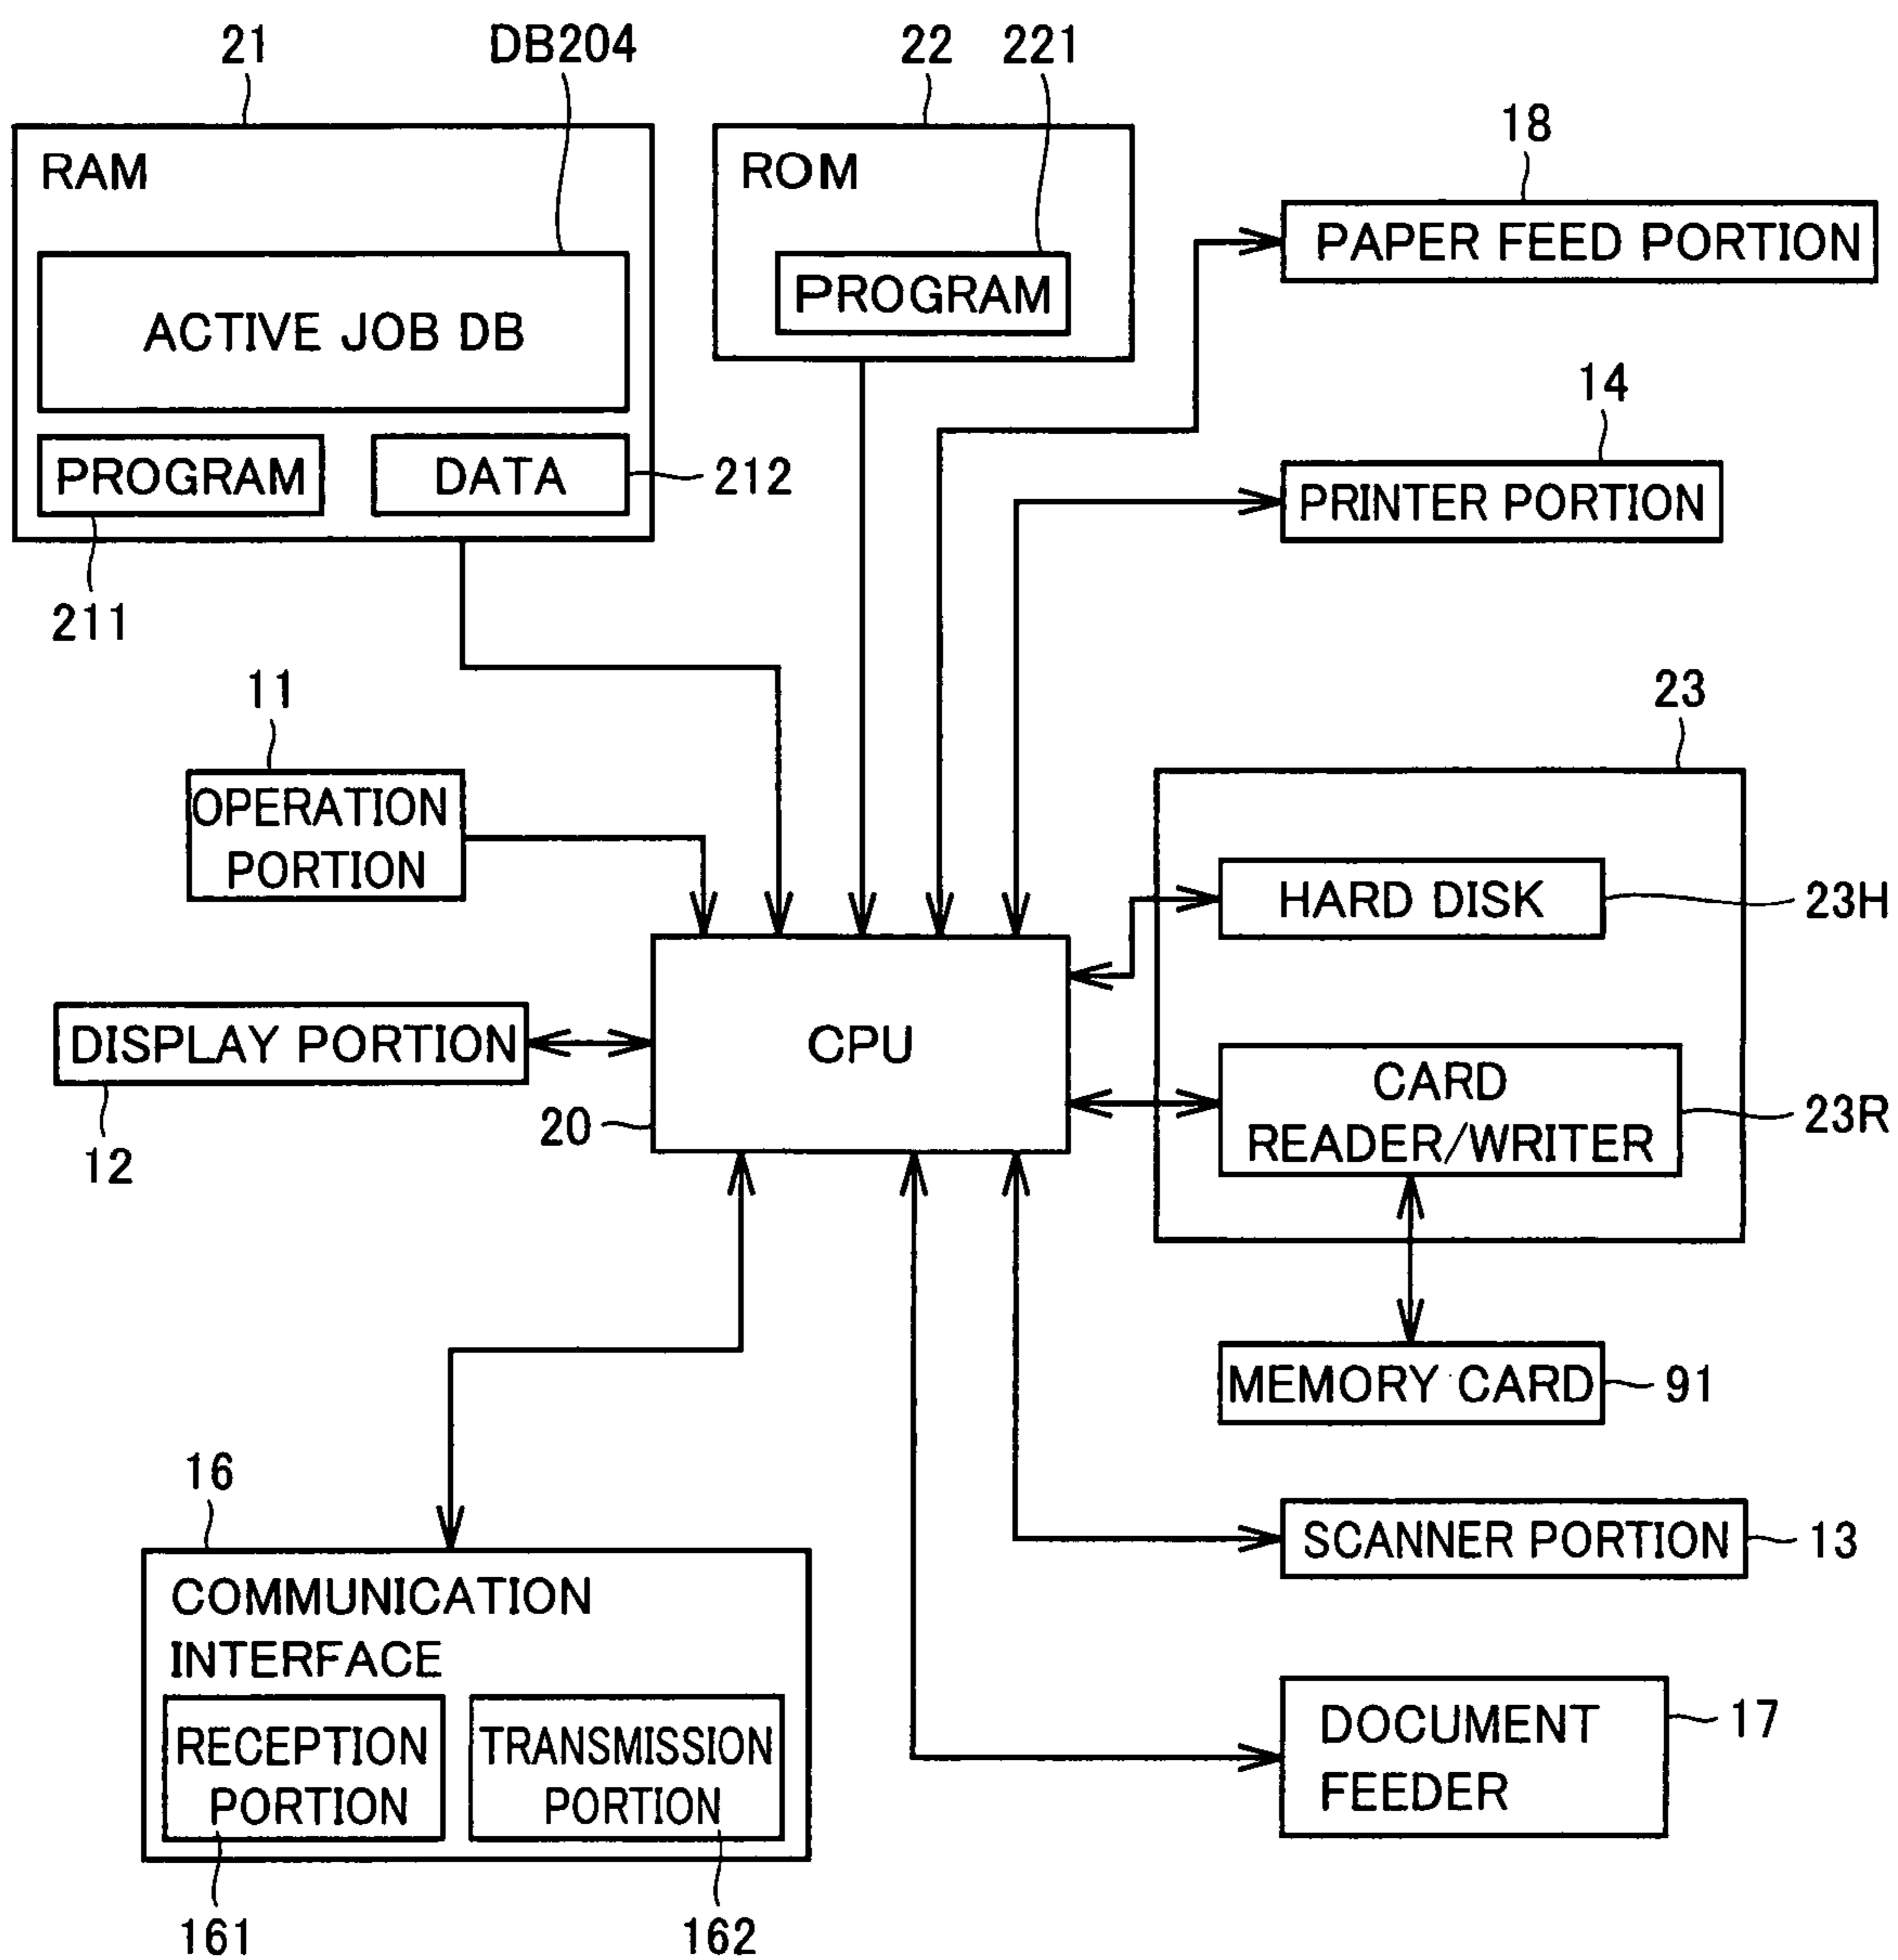 21
DB204
22
221
18
RAM
ROM
PAPER FEED PORTION
PROGRAM
ACTIVE JOB DB
14
PROGRAM
DATA
212
PRINTER PORTION
211
11
23
OPERATION
PORTION
HARD DISK
23H
DISPLAY PORTION
CPU
CARD
READER/WRITER
23R
20
12
MEMORY CARD
91
16
SCANNER PORTION
13
COMMUNICATION
INTERFACE
RECEPTION
PORTION
TRANSMISSION
PORTION
DOCUMENT
FEEDER
17
161
162